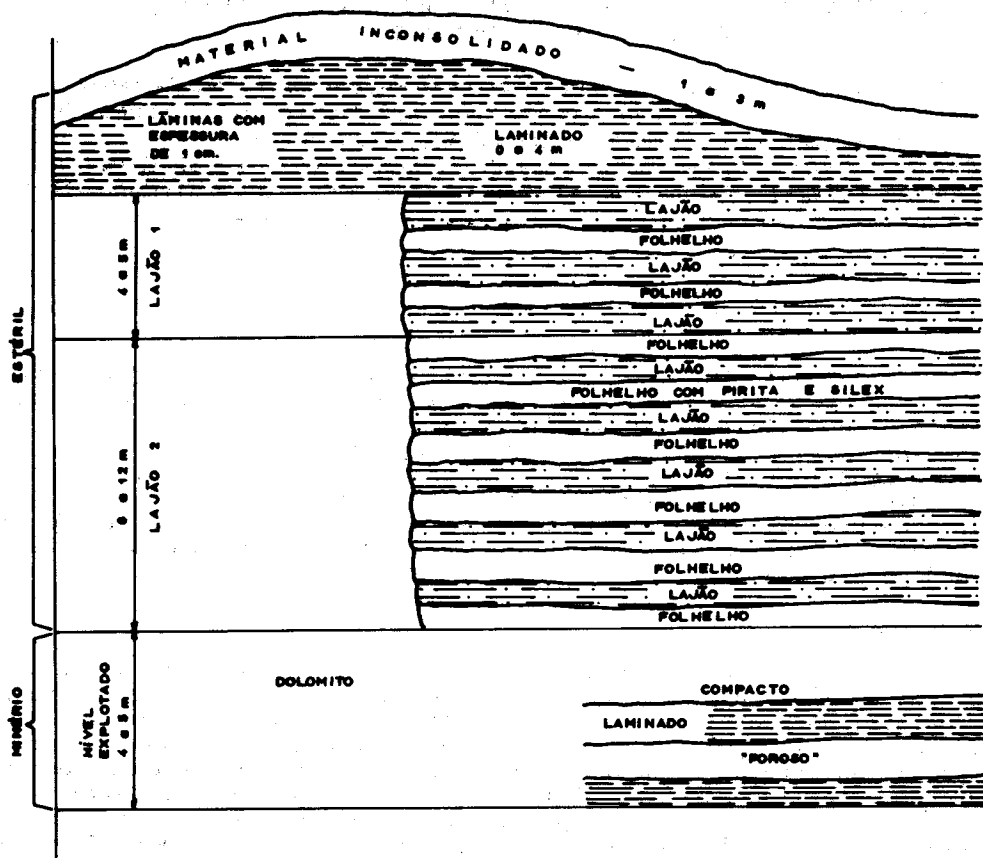 MATERIAL INCONSOLIDADO — 1 a 3 m
LÂMINAS COM
ESPESSURA
DE 1 cm.
LAMINADO
0 a 4 m
ESTÉRIL
4 a 5 m
LAJÃO 1
LAJÃO
FOLHELHO
LAJÃO
FOLHELHO
LAJÃO
8 a 12 m
LAJÃO 2
FOLHELHO
LAJÃO
FOLHELHO COM PIRITA E SILEX
LAJÃO
FOLHELHO
LAJÃO
FOLHELHO
LAJÃO
FOLHELHO
LAJÃO
FOLHELHO
MINÉRIO
NÍVEL
EXPLOTADO
4 a 5 m
DOLOMITO
COMPACTO
LAMINADO
"POROSO"